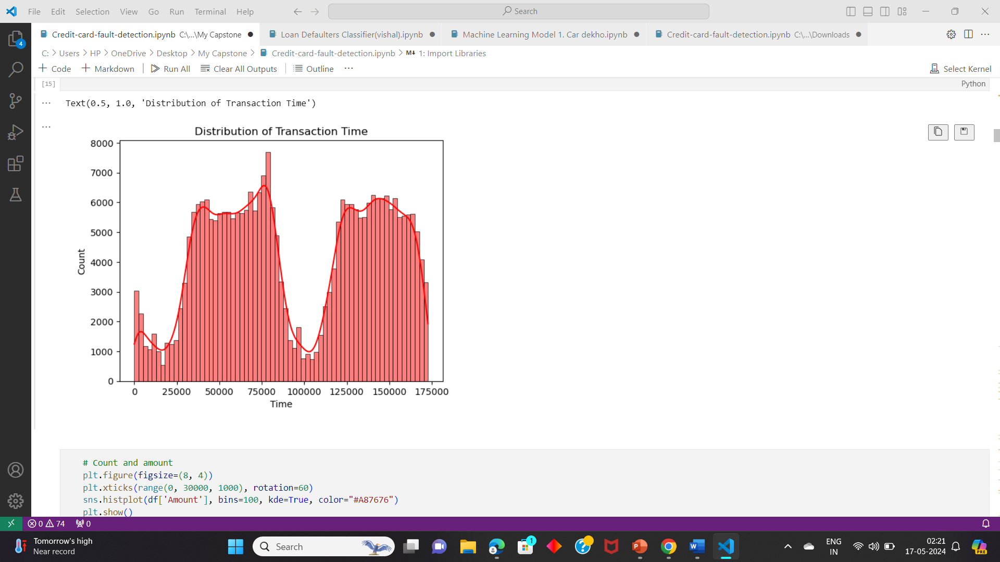 File Edit Selection View Go Run Terminal Help
Search
Credit-card-fault-detection.ipynb C:\...\My Capstone
Loan Defaulters Classifier(vishal).ipynb
Machine Learning Model 1. Car dekho.ipynb
Credit-card-fault-detection.ipynb C:\...\Downloads
4
C: > Users > HP > OneDrive > Desktop > My Capstone > Credit-card-fault-detection.ipynb > M↓ 1: Import Libraries
+ Code + Markdown | Run All Clear All Outputs | Outline ...
Select Kernel
[15]
Python
... Text(0.5, 1.0, 'Distribution of Transaction Time')
...
Distribution of Transaction Time
8000
7000
6000
5000
4000
3000
2000
1000
0
Count
0 25000 50000 75000 100000 125000 150000 175000
Time
# Count and amount
plt.figure(figsize=(8, 4))
plt.xticks(range(0, 30000, 1000), rotation=60)
sns.histplot(df['Amount'], bins=100, kde=True, color="#A87676")
plt.show()
0 74 0
Tomorrow's high
Near record
Search
1
ENG
IN
02:21
17-05-2024
PRE